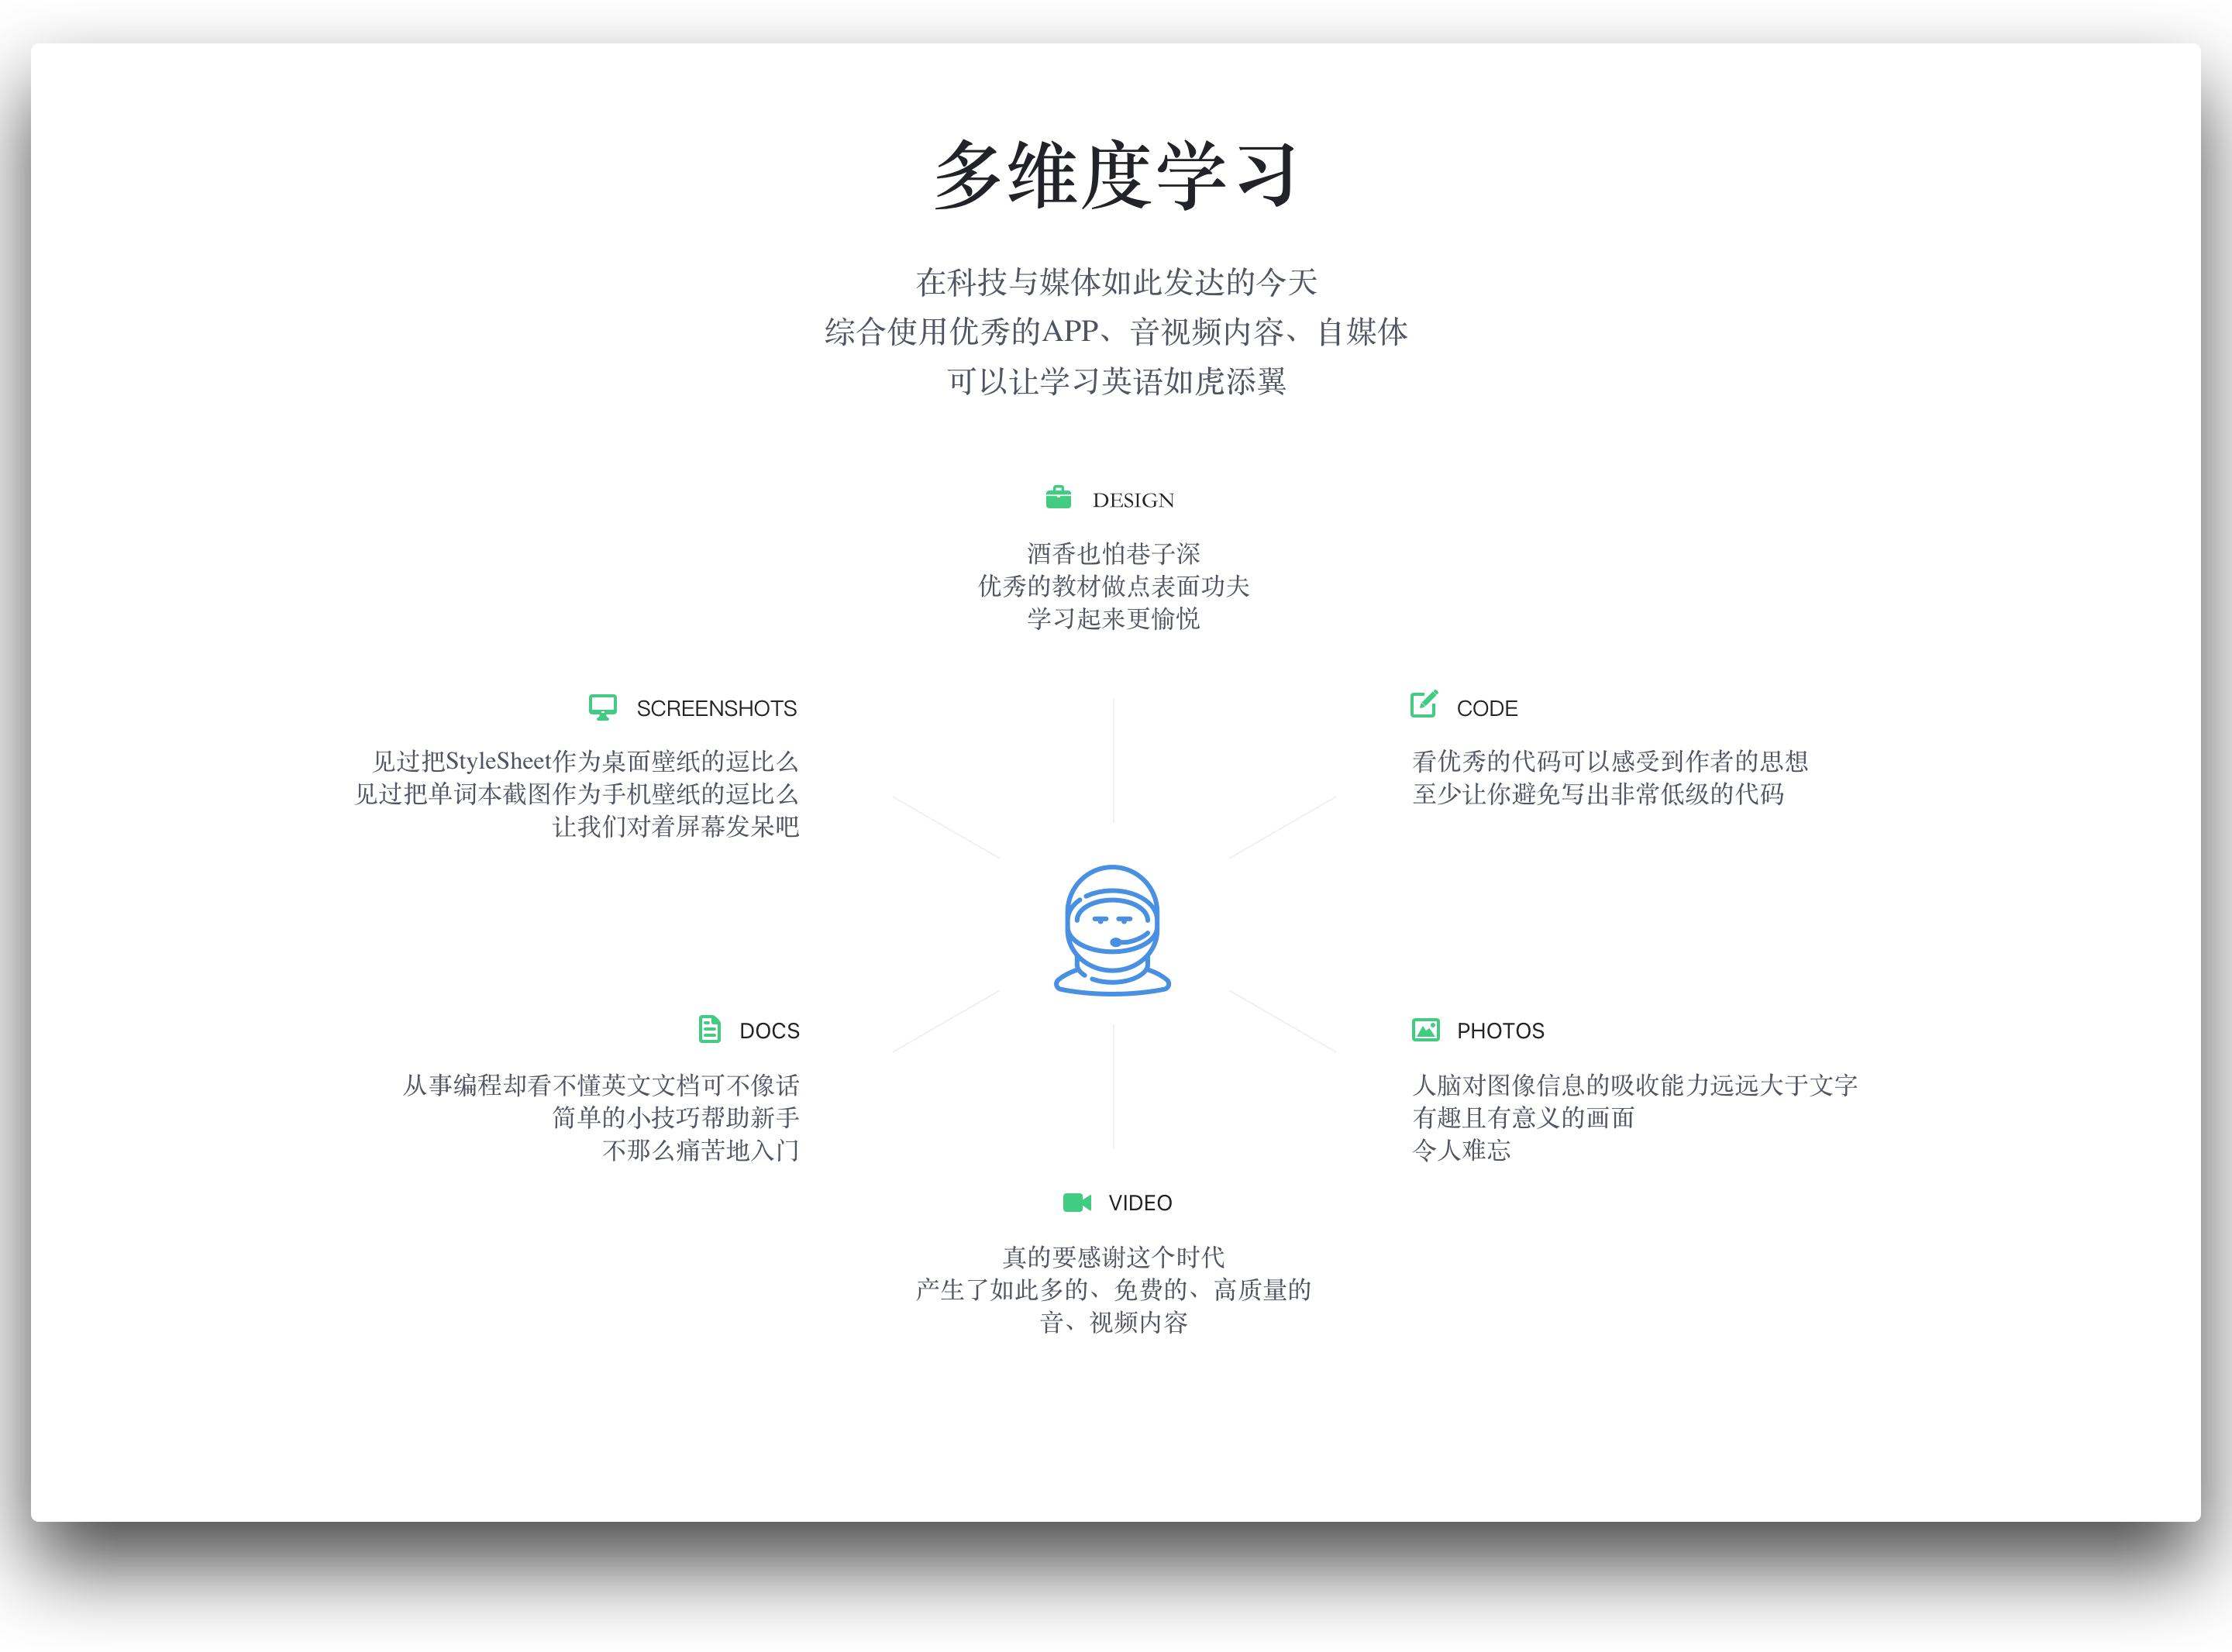 多维度学习
在科技与媒体如此发达的今天
综合使用优秀的APP、音视频内容、自媒体
可以让学习英语如虎添翼
DESIGN
酒香也怕巷子深
优秀的教材做点表面功夫
学习起来更愉悦
SCREENSHOTS
见过把StyleSheet作为桌面壁纸的逗比么
见过把单词本截图作为手机壁纸的逗比么
让我们对着屏幕发呆吧
CODE
看优秀的代码可以感受到作者的思想
至少让你避免写出非常低级的代码
DOCS
从事编程却看不懂英文文档可不像话
简单的小技巧帮助新手
不那么痛苦地入门
PHOTOS
人脑对图像信息的吸收能力远远大于文字
有趣且有意义的画面
令人难忘
VIDEO
真的要感谢这个时代
产生了如此多的、免费的、高质量的
音、视频内容